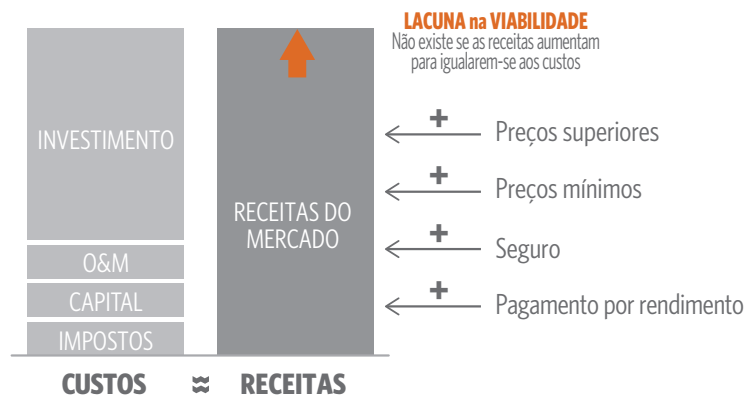 LACUNA na VIABILIDADE
Não existe se as receitas aumentam
para igualarem-se aos custos
INVESTIMENTO
O&M
CAPITAL
IMPOSTOS
RECEITAS DO
MERCADO
+
Preços superiores
+
Preços mínimos
+
Seguro
+
Pagamento por rendimento
CUSTOS ≈ RECEITAS